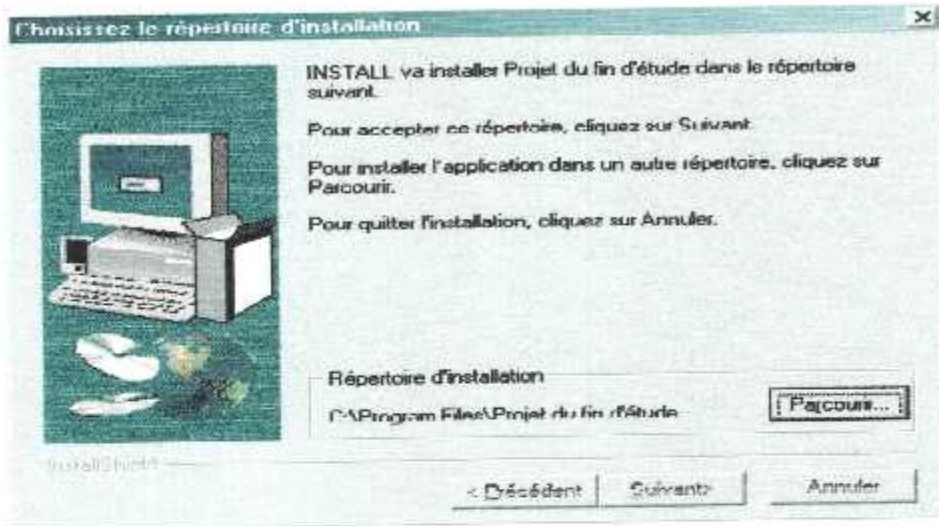 Choisissez le répertoire d'installation
INSTALL va installer Projet du fin d'étude dans le répertoire
suivant.
Pour accepter ce répertoire, cliquez sur Suivant
Pour installer l'application dans un autre répertoire, cliquez sur
Parcourir.
Pour quitter l'installation, cliquez sur Annuler.
Répertoire d'installation
C:\Program Files\Projet du fin d'étude
Parcourir...
InstallShield
< Précédent
Suivant>
Annuler